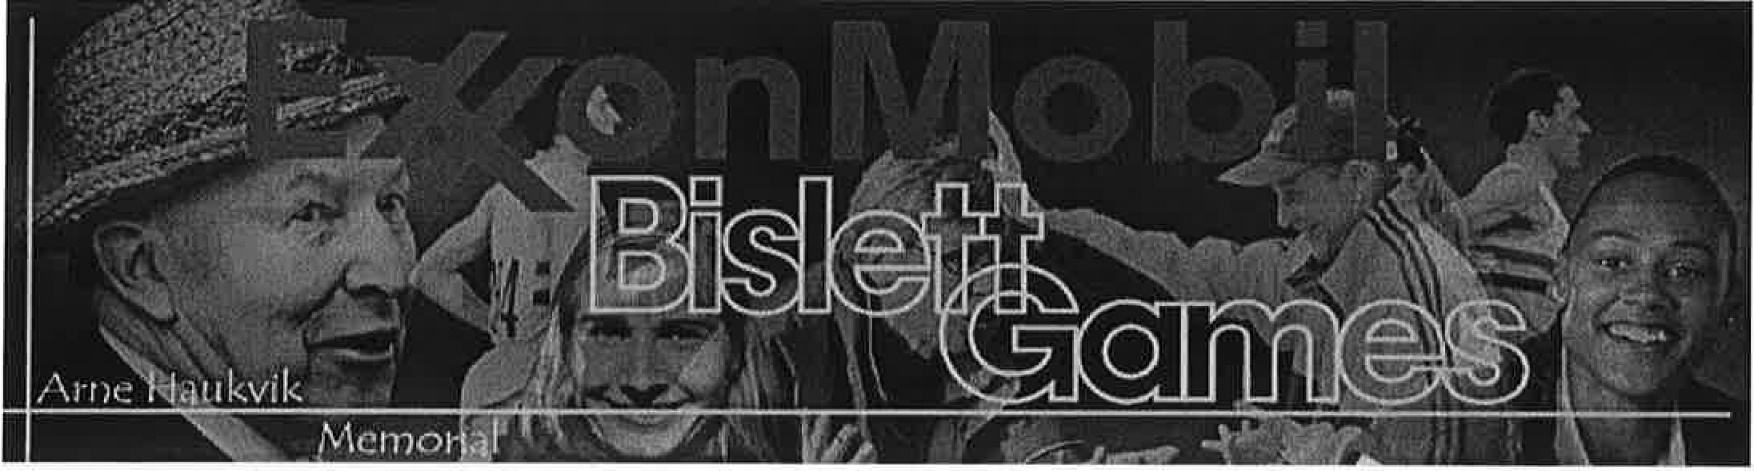 ExxonMobil
Bislett
Games
Arne Haukvik
Memorial